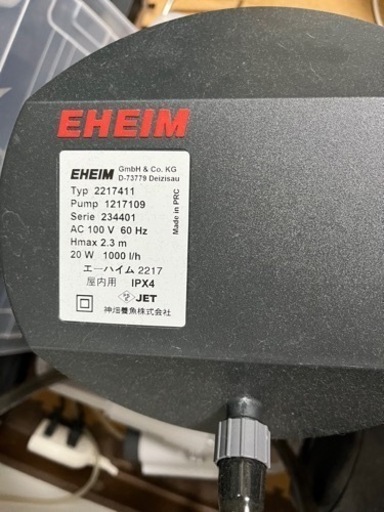 EHEIM
EHEIM GmbH & Co. KG
D-73779 Deizisau
Typ 2217411
Pump 1217109
Serie 234401
AC 100 V 60 Hz
Hmax 2.3 m
20 W 1000 l/h
エーハイム 2217
屋内用 IPX4
JET
神畑養魚株式会社
Made in PRC